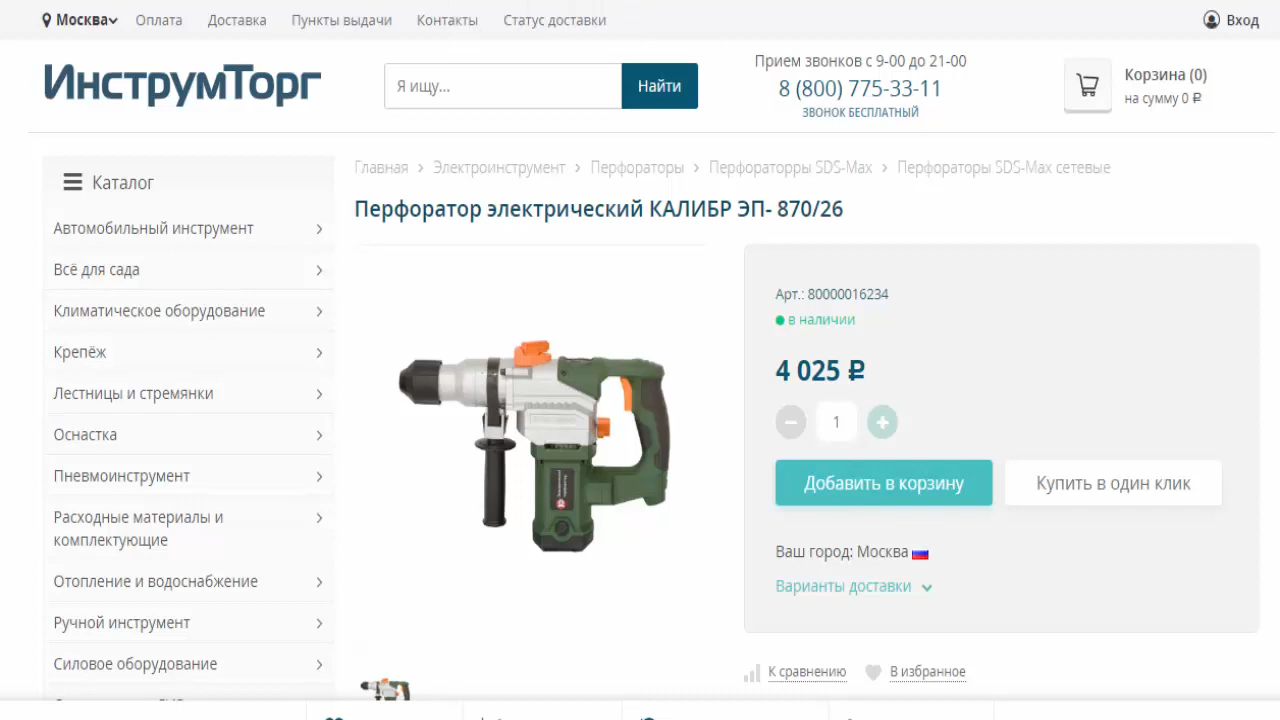 Москва Оплата Доставка Пункты выдачи Контакты Статус доставки Вход
ИнструмТорг
Я ищу... Найти
Прием звонков с 9-00 до 21-00
8 (800) 775-33-11
ЗВОНОК БЕСПЛАТНЫЙ
Корзина (0)
на сумму 0 ₽
Каталог
Автомобильный инструмент
Всё для сада
Климатическое оборудование
Крепёж
Лестницы и стремянки
Оснастка
Пневмоинструмент
Расходные материалы и
комплектующие
Отопление и водоснабжение
Ручной инструмент
Силовое оборудование
Главная > Электроинструмент > Перфораторы > Перфораторры SDS-Max > Перфораторы SDS-Max сетевые
Перфоратор электрический КАЛИБР ЭП- 870/26
Арт.: 80000016234
в наличии
4 025 ₽
1
Добавить в корзину Купить в один клик
Ваш город: Москва
Варианты доставки
К сравнению В избранное